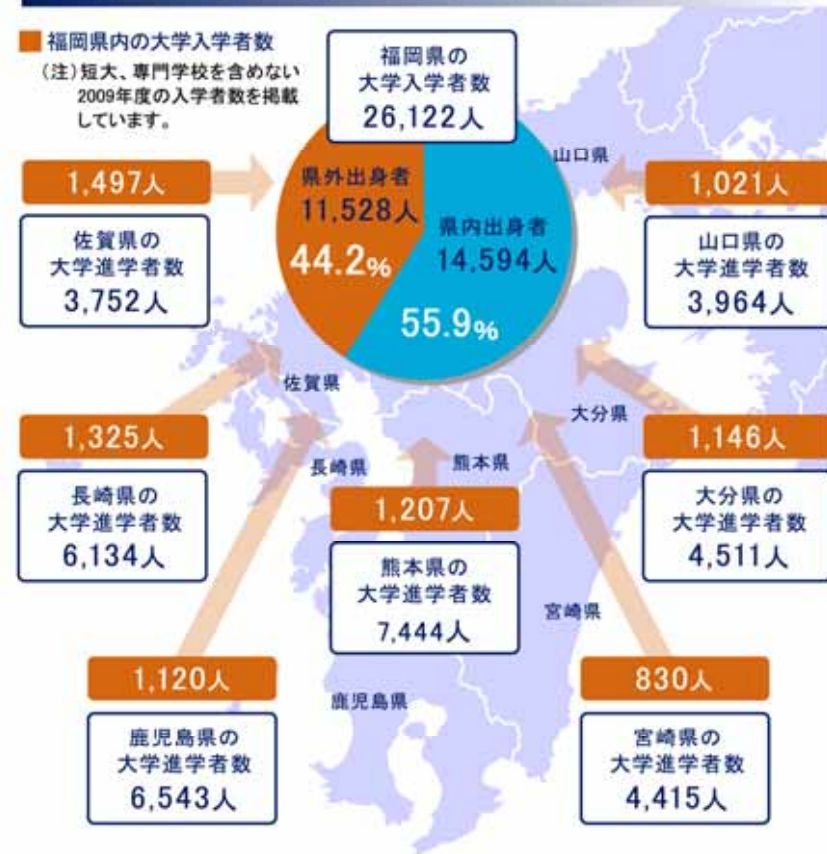 福岡県内の大学入学者数
(注)短大、専門学校を含めない
2009年度の入学者数を掲載
しています。
福岡県の
大学入学者数
26,122人
県外出身者
11,528人
44.2%
県内出身者
14,594人
55.9%
山口県
1,497人
佐賀県の
大学進学者数
3,752人
1,021人
山口県の
大学進学者数
3,964人
佐賀県
大分県
長崎県
熊本県
1,325人
長崎県の
大学進学者数
6,134人
1,207人
熊本県の
大学進学者数
7,444人
1,146人
大分県の
大学進学者数
4,511人
宮崎県
鹿児島県
1,120人
鹿児島県の
大学進学者数
6,543人
830人
宮崎県の
大学進学者数
4,415人